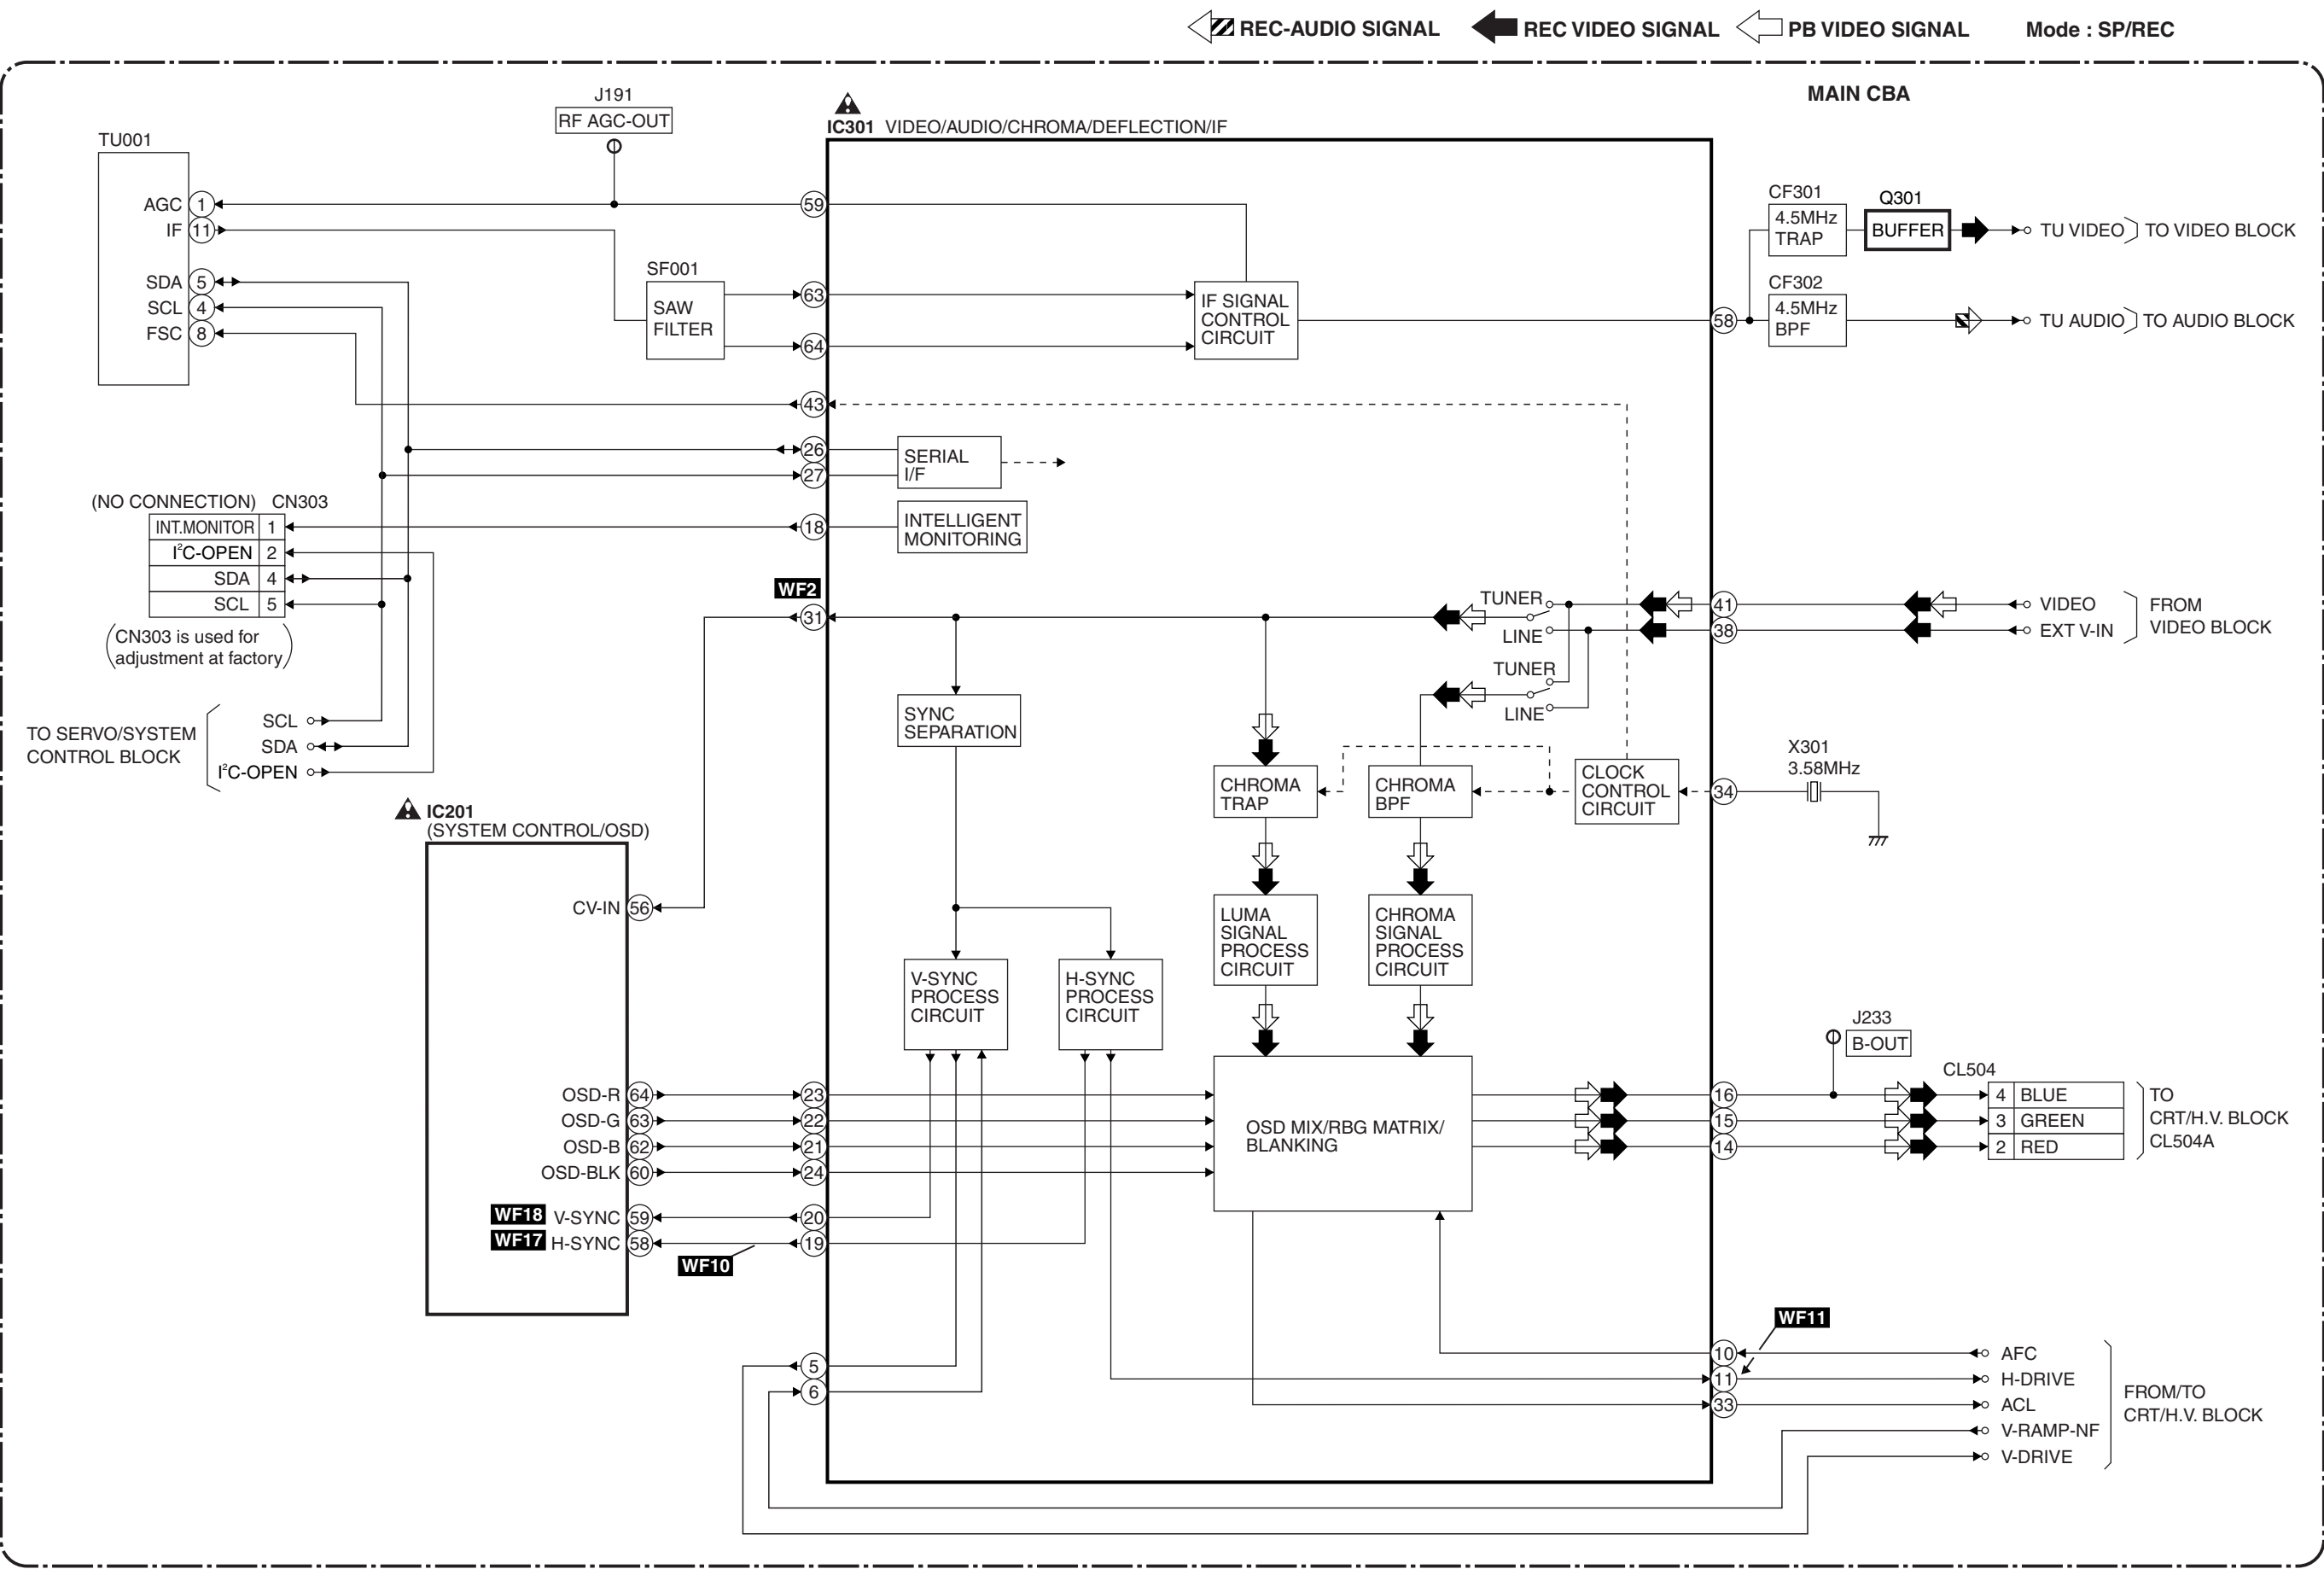 REC-AUDIO SIGNAL REC VIDEO SIGNAL PB VIDEO SIGNAL Mode : SP/REC
MAIN CBA
J191
RF AGC-OUT
TU001
AGC 1
IF 11
SDA 5
SCL 4
FSC 8
SF001
SAW
FILTER
IC301 VIDEO/AUDIO/CHROMA/DEFLECTION/IF
59
63
64
43
26
27
18
31
IF SIGNAL
CONTROL
CIRCUIT
58
CF301
4.5MHz
TRAP
Q301
BUFFER
TU VIDEO TO VIDEO BLOCK
CF302
4.5MHz
BPF
TU AUDIO TO AUDIO BLOCK
SERIAL
I/F
INTELLIGENT
MONITORING
(NO CONNECTION) CN303
INT.MONITOR 1
I²C-OPEN 2
SDA 4
SCL 5
(CN303 is used for
adjustment at factory)
WF2
TO SERVO/SYSTEM
CONTROL BLOCK
SCL
SDA
I²C-OPEN
TUNER
LINE
TUNER
LINE
41
38
VIDEO
EXT V-IN
FROM
VIDEO BLOCK
SYNC
SEPARATION
CHROMA
TRAP
CHROMA
BPF
CLOCK
CONTROL
CIRCUIT
34
X301
3.58MHz
IC201
(SYSTEM CONTROL/OSD)
CV-IN 56
LUMA
SIGNAL
PROCESS
CIRCUIT
CHROMA
SIGNAL
PROCESS
CIRCUIT
V-SYNC
PROCESS
CIRCUIT
H-SYNC
PROCESS
CIRCUIT
OSD-R 64
OSD-G 63
OSD-B 62
OSD-BLK 60
WF18 V-SYNC 59
WF17 H-SYNC 58
WF10
23
22
21
24
20
19
5
6
OSD MIX/RBG MATRIX/
BLANKING
16
15
14
J233
B-OUT
CL504
4 BLUE
3 GREEN
2 RED
TO
CRT/H.V. BLOCK
CL504A
WF11
10
11
33
AFC
H-DRIVE
ACL
V-RAMP-NF
V-DRIVE
FROM/TO
CRT/H.V. BLOCK